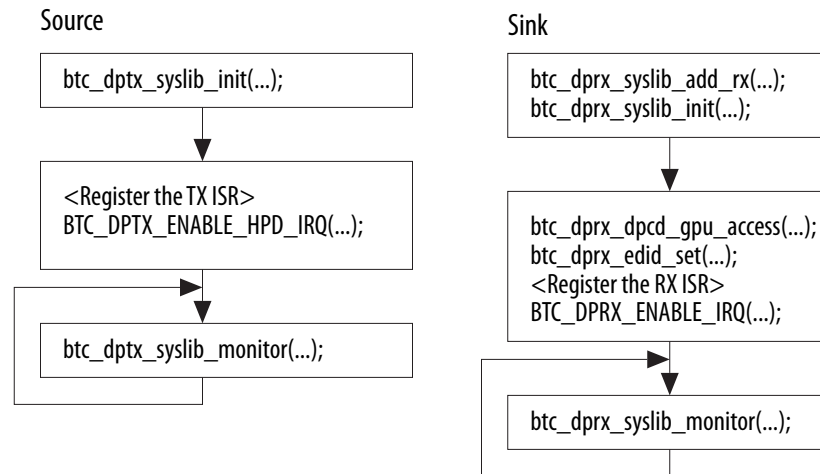 Source
btc_dptx_syslib_init(...);
<Register the TX ISR>
BTC_DPTX_ENABLE_HPD_IRQ(...);
btc_dptx_syslib_monitor(...);
Sink
btc_dprx_syslib_add_rx(...);
btc_dprx_syslib_init(...);
btc_dprx_dpcd_gpu_access(...);
btc_dprx_edid_set(...);
<Register the RX ISR>
BTC_DPRX_ENABLE_IRQ(...);
btc_dprx_syslib_monitor(...);